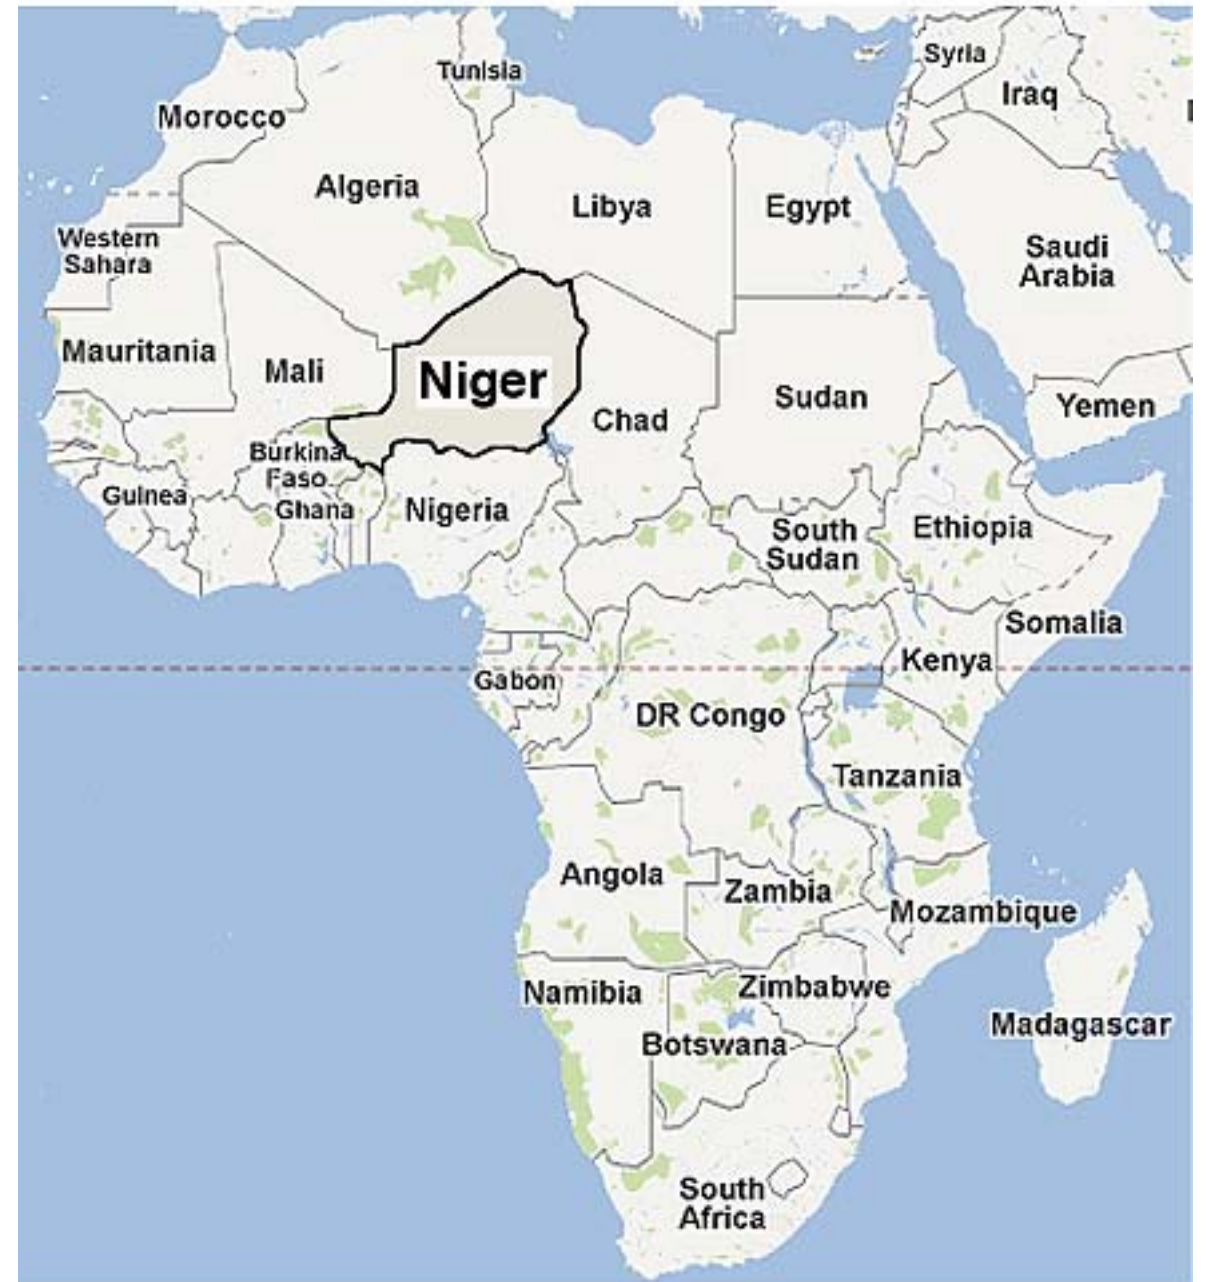 Syria
Tunisia
Iraq
Morocco
Algeria
Libya
Egypt
Western
Sahara
Saudi
Arabia
Mauritania
Mali
Niger
Chad
Sudan
Yemen
Burkina
Faso
Guinea
Ghana
Nigeria
South
Sudan
Ethiopia
Somalia
Kenya
Gabon
DR Congo
Tanzania
Angola
Zambia
Mozambique
Namibia
Zimbabwe
Madagascar
Botswana
South
Africa